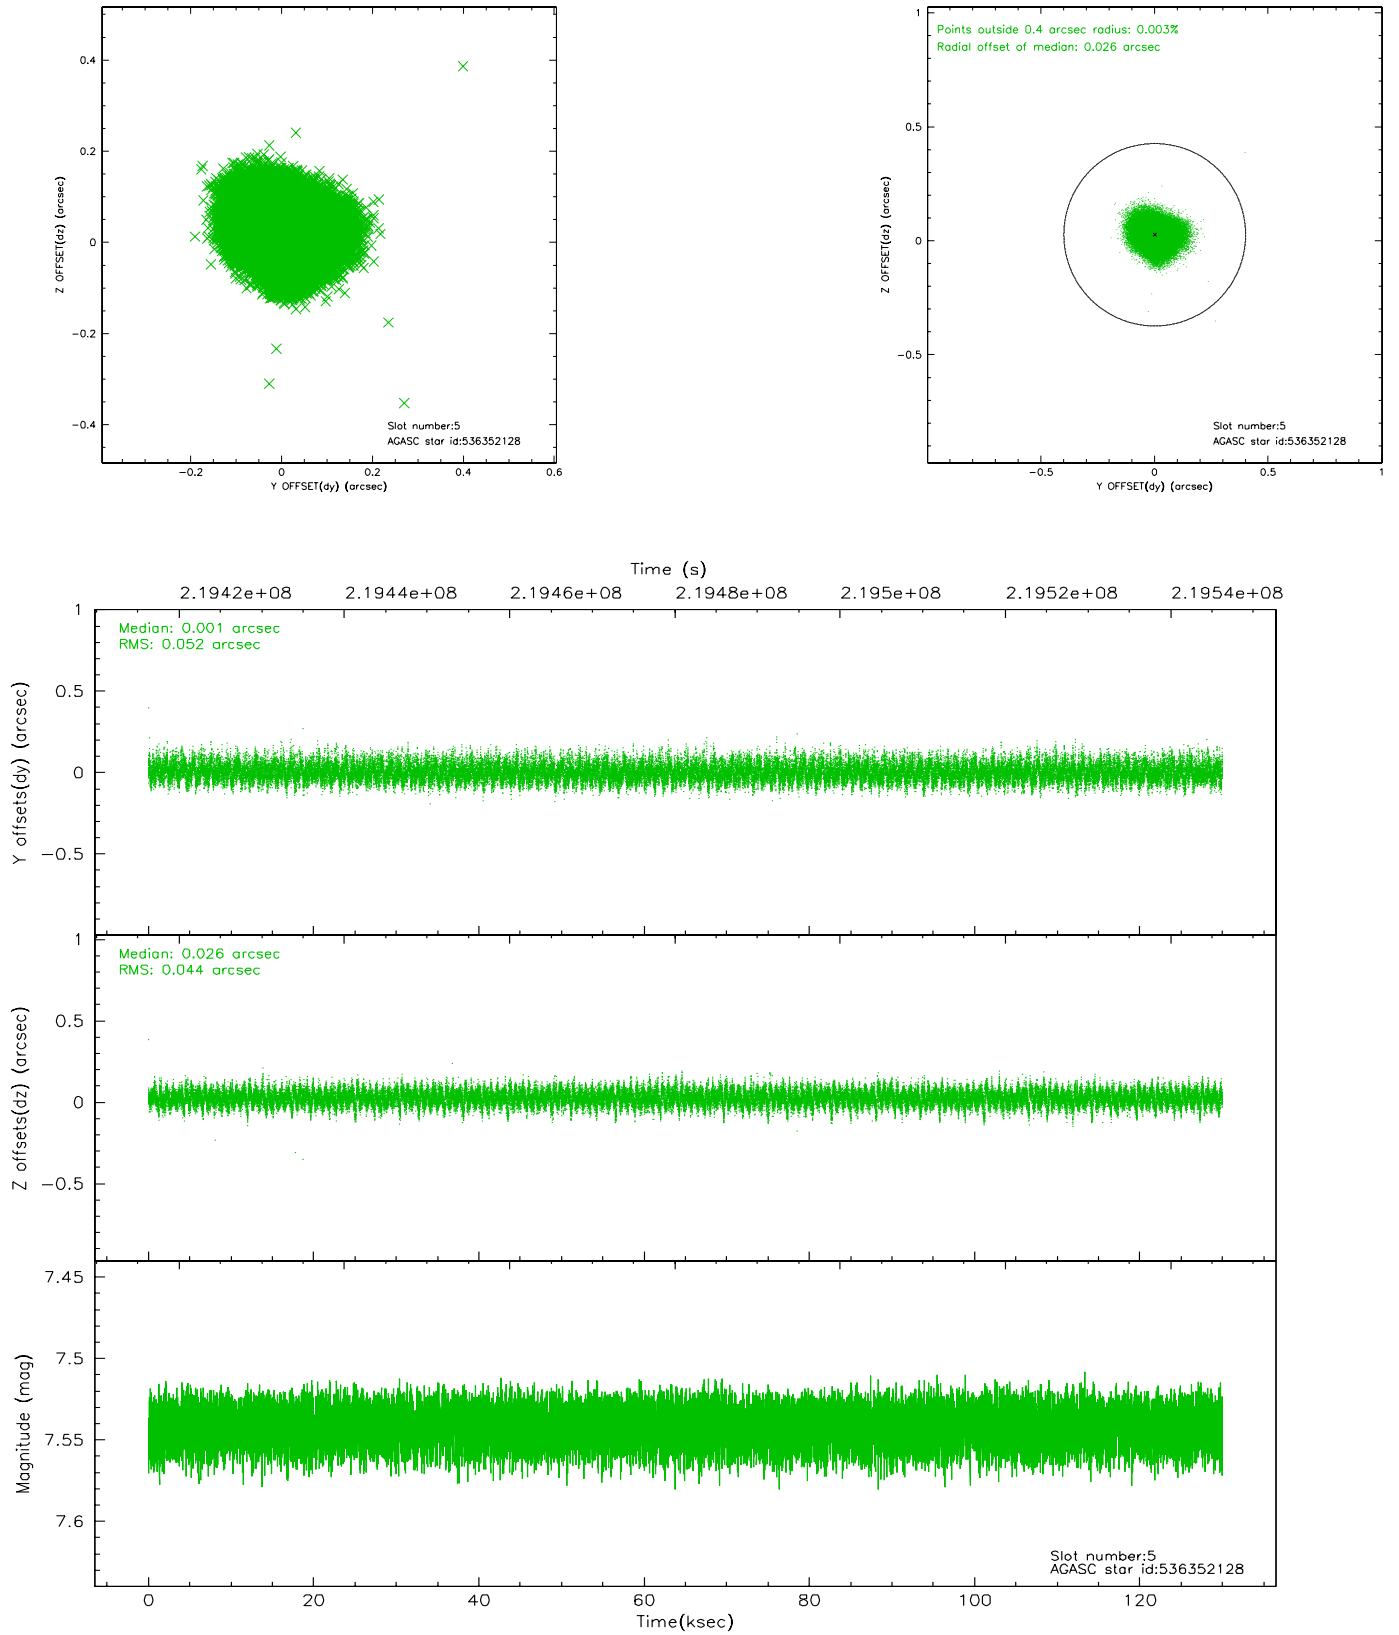 0.4
0.2
0
−0.2
−0.4
Z OFFSET(dz) (arcsec)
Slot number:5
AGASC star id:536352128
−0.2 0 0.2 0.4 0.6
Y OFFSET(dy) (arcsec)
1
0.5
0
−0.5
Z OFFSET(dz) (arcsec)
Points outside 0.4 arcsec radius: 0.003%
Radial offset of median: 0.026 arcsec
Slot number:5
AGASC star id:536352128
−0.5 0 0.5 1
Y OFFSET(dy) (arcsec)
Time (s)
2.1942e+08 2.1944e+08 2.1946e+08 2.1948e+08 2.195e+08 2.1952e+08 2.1954e+08
1
0.5
0
−0.5
Y offsets(dy) (arcsec)
Median: 0.001 arcsec
RMS: 0.052 arcsec
1
0.5
0
−0.5
Z offsets(dz) (arcsec)
Median: 0.026 arcsec
RMS: 0.044 arcsec
7.45
7.5
7.55
7.6
Magnitude (mag)
Slot number:5
AGASC star id:536352128
0 20 40 60 80 100 120
Time(ksec)